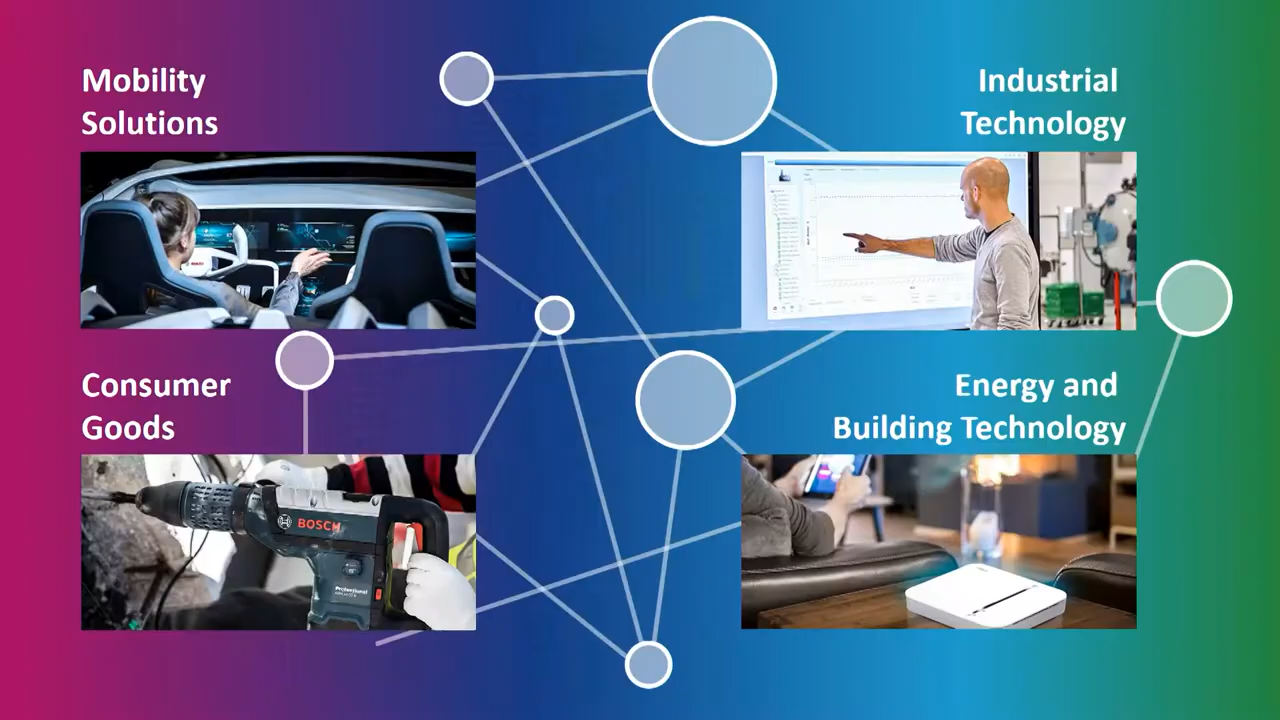 Mobility
Solutions
Industrial
Technology
Consumer
Goods
Energy and
Building Technology
BOSCH
Professional